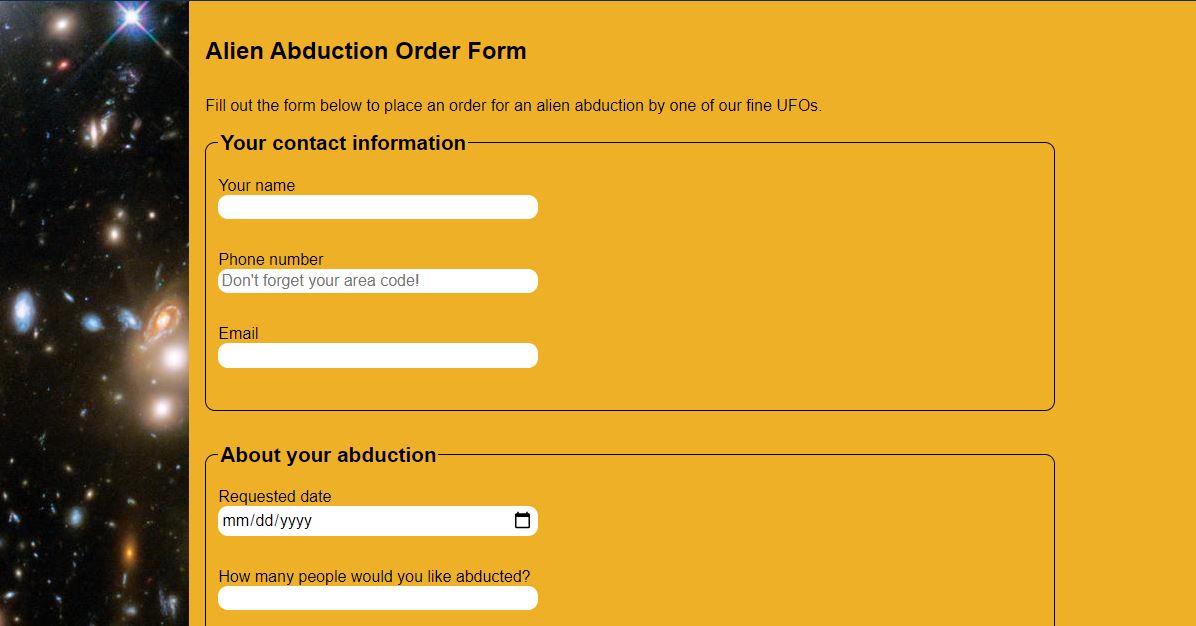 Alien Abduction Order Form
Fill out the form below to place an order for an alien abduction by one of our fine UFOs.
Your contact information
Your name
Phone number
Don't forget your area code!
Email
About your abduction
Requested date
mm/dd/yyyy
How many people would you like abducted?